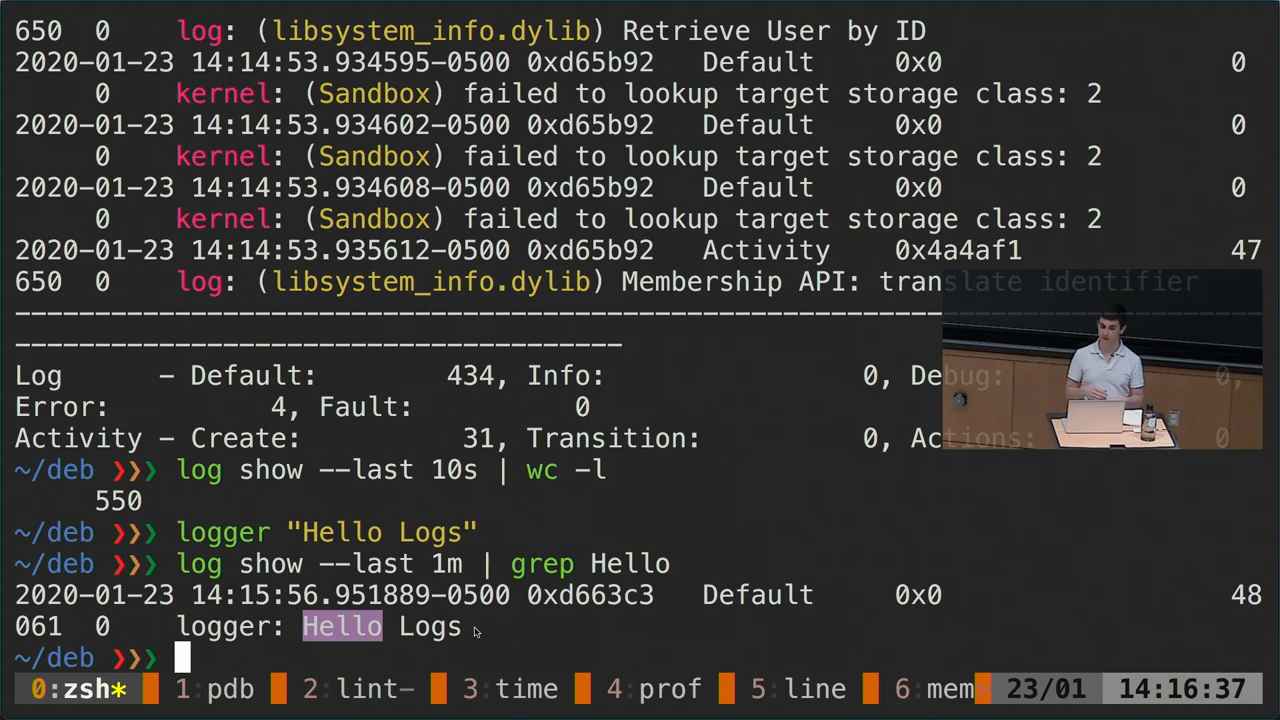 650  0    log: (libsystem_info.dylib) Retrieve User by ID
2020-01-23 14:14:53.934595-0500 0xd65b92   Default     0x0                  0
     0    kernel: (Sandbox) failed to lookup target storage class: 2
2020-01-23 14:14:53.934602-0500 0xd65b92   Default     0x0                  0
     0    kernel: (Sandbox) failed to lookup target storage class: 2
2020-01-23 14:14:53.934608-0500 0xd65b92   Default     0x0                  0
     0    kernel: (Sandbox) failed to lookup target storage class: 2
2020-01-23 14:14:53.935612-0500 0xd65b92   Activity    0x4a4af1             47
650  0    log: (libsystem_info.dylib) Membership API: translate identifier
------------------------------------------------------------------------------
--------------------------------------
Log      - Default:        434, Info:                0, Debug:             0,
Error:          4, Fault:          0
Activity - Create:          31, Transition:          0, Actions:           0
~/deb ❯❯❯ log show --last 10s | wc -l
     550
~/deb ❯❯❯ logger "Hello Logs"
~/deb ❯❯❯ log show --last 1m | grep Hello
2020-01-23 14:15:56.951889-0500 0xd663c3   Default     0x0                  48
061  0    logger: Hello Logs
~/deb ❯❯❯
0:zsh* 1:pdb 2:lint- 3:time 4:prof 5:line 6:mem 23/01 14:16:37